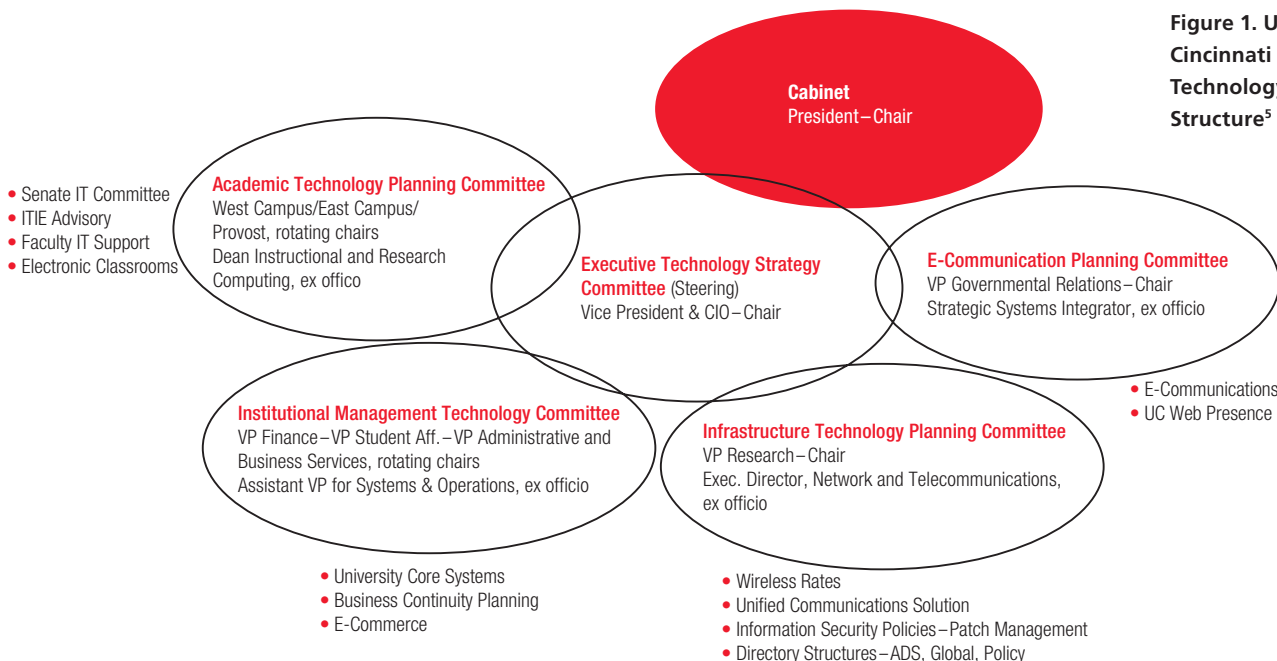 Figure 1. U
Cincinnati
Technology
Structure5
Cabinet
President–Chair
• Senate IT Committee
• ITIE Advisory
• Faculty IT Support
• Electronic Classrooms
Academic Technology Planning Committee
West Campus/East Campus/
Provost, rotating chairs
Dean Instructional and Research
Computing, ex offico
Executive Technology Strategy
Committee (Steering)
Vice President & CIO–Chair
E-Communication Planning Committee
VP Governmental Relations–Chair
Strategic Systems Integrator, ex officio
• E-Communications
• UC Web Presence
Institutional Management Technology Committee
VP Finance–VP Student Aff.–VP Administrative and
Business Services, rotating chairs
Assistant VP for Systems & Operations, ex officio
Infrastructure Technology Planning Committee
VP Research–Chair
Exec. Director, Network and Telecommunications,
ex officio
• University Core Systems
• Business Continuity Planning
• E-Commerce
• Wireless Rates
• Unified Communications Solution
• Information Security Policies–Patch Management
• Directory Structures–ADS, Global, Policy